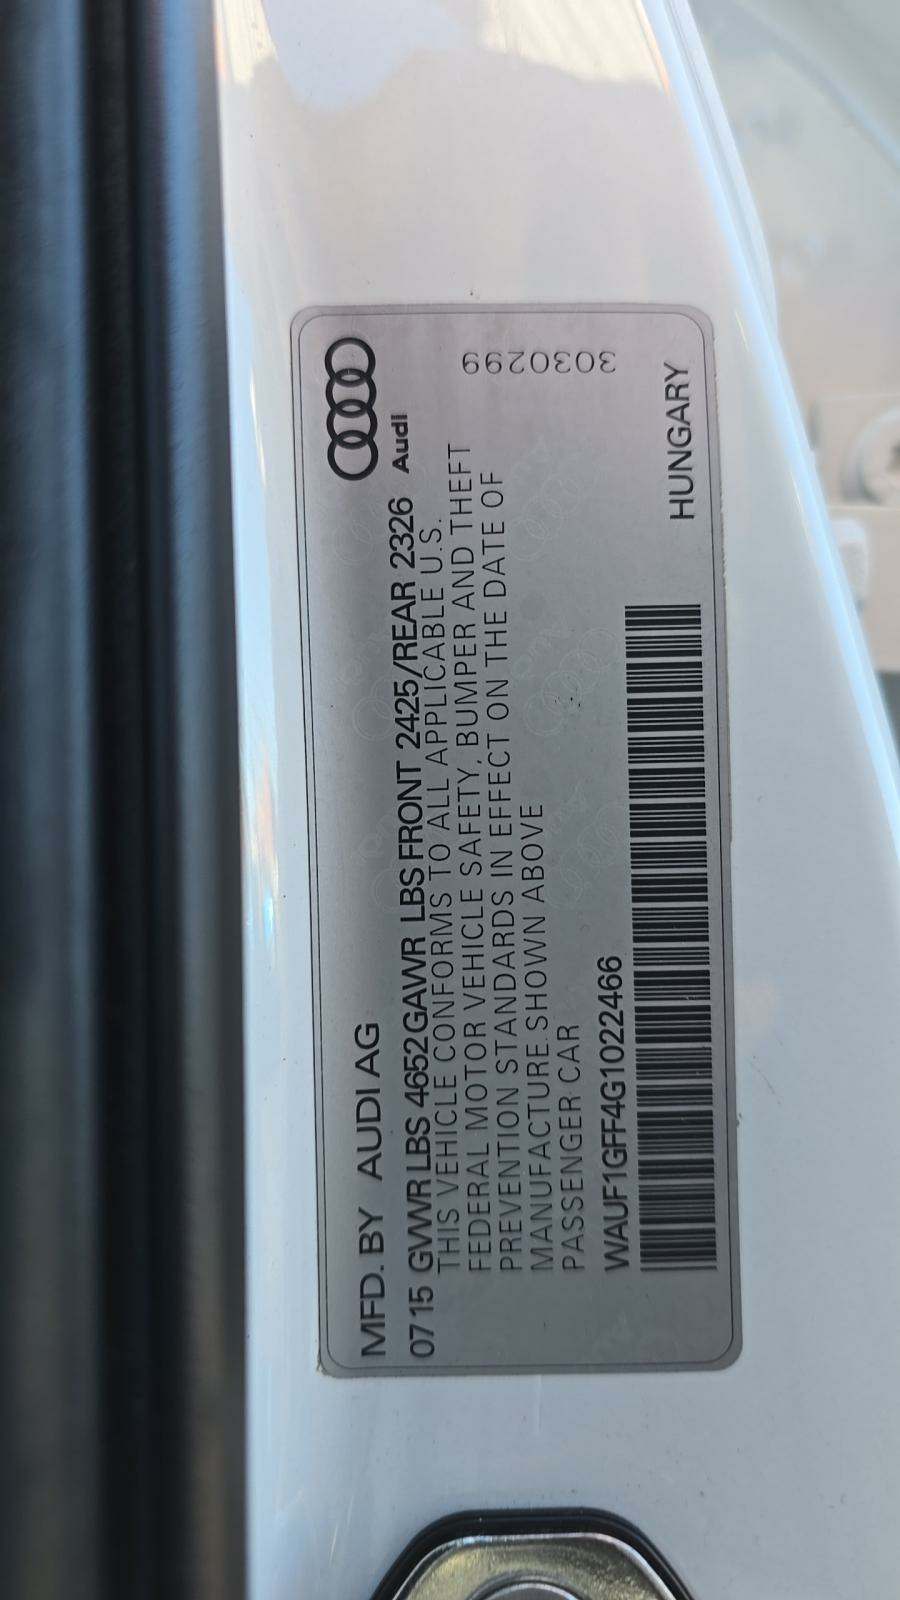 MFD. BY AUDI AG
Audi
0715 GVWR LBS 4652 GAWR LBS FRONT 2425/REAR 2326
THIS VEHICLE CONFORMS TO ALL APPLICABLE U.S.
FEDERAL MOTOR VEHICLE SAFETY, BUMPER AND THEFT
PREVENTION STANDARDS IN EFFECT ON THE DATE OF
MANUFACTURE SHOWN ABOVE
PASSENGER CAR
3030299
WAUF1GFF4G1022466
HUNGARY